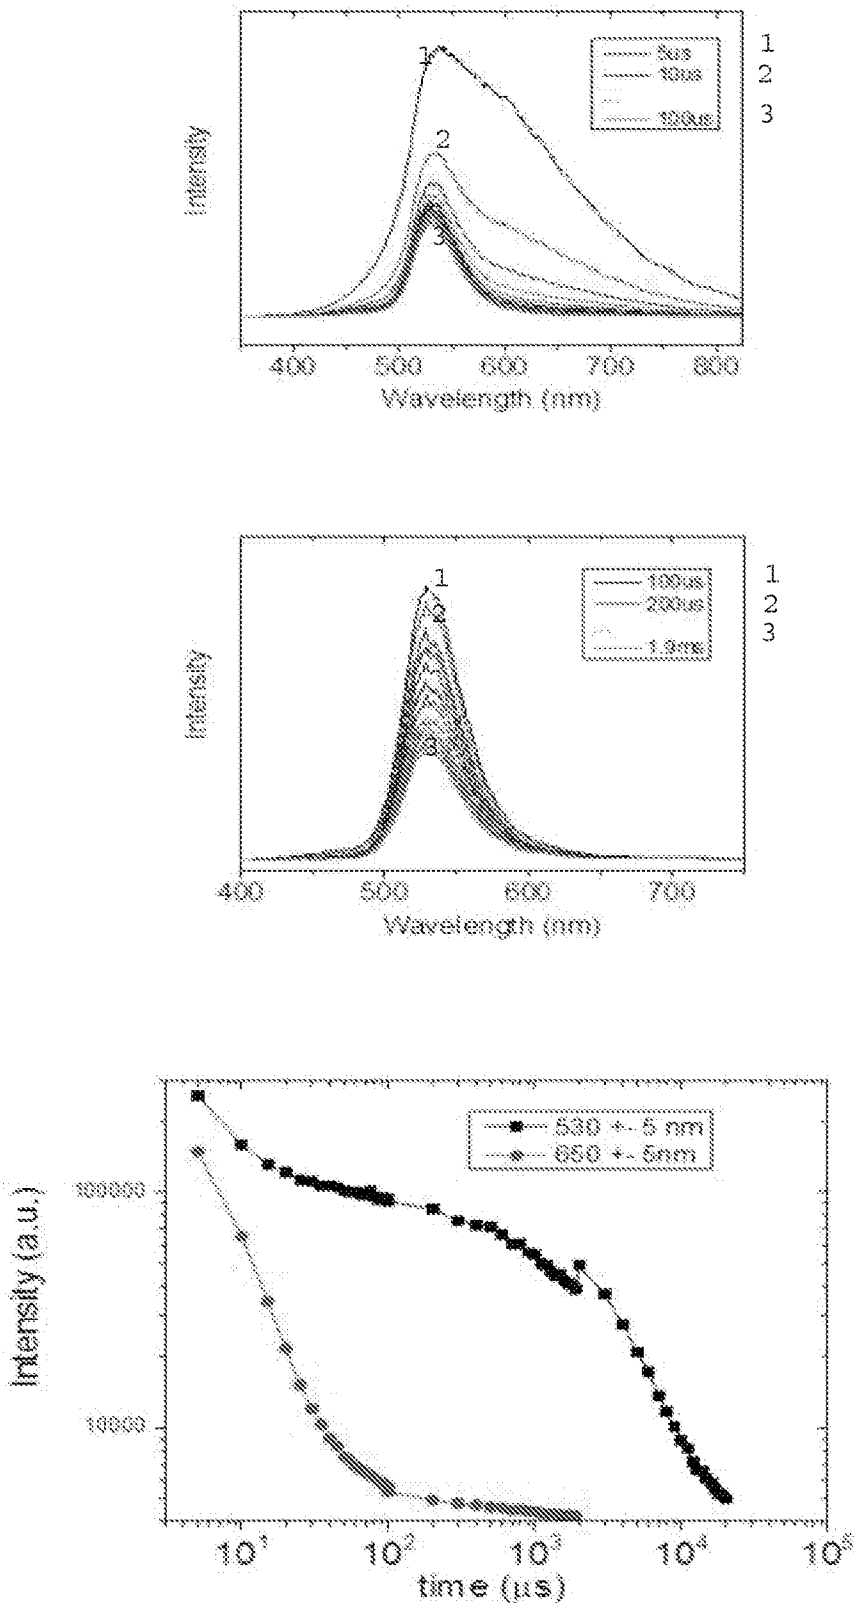 1
5us 1
10us 2
100us 3
2
3
Intensity
400 500 600 700 800
Wavelength (nm)
1
100us 1
200us 2
3
1.9ms
2
3
Intensity
400 500 600 700
Wavelength (nm)
530 +- 5 nm
650 +- 5nm
100000
10000
Intensity (a.u.)
10¹ 10² 10³ 10⁴ 10⁵
time (µs)